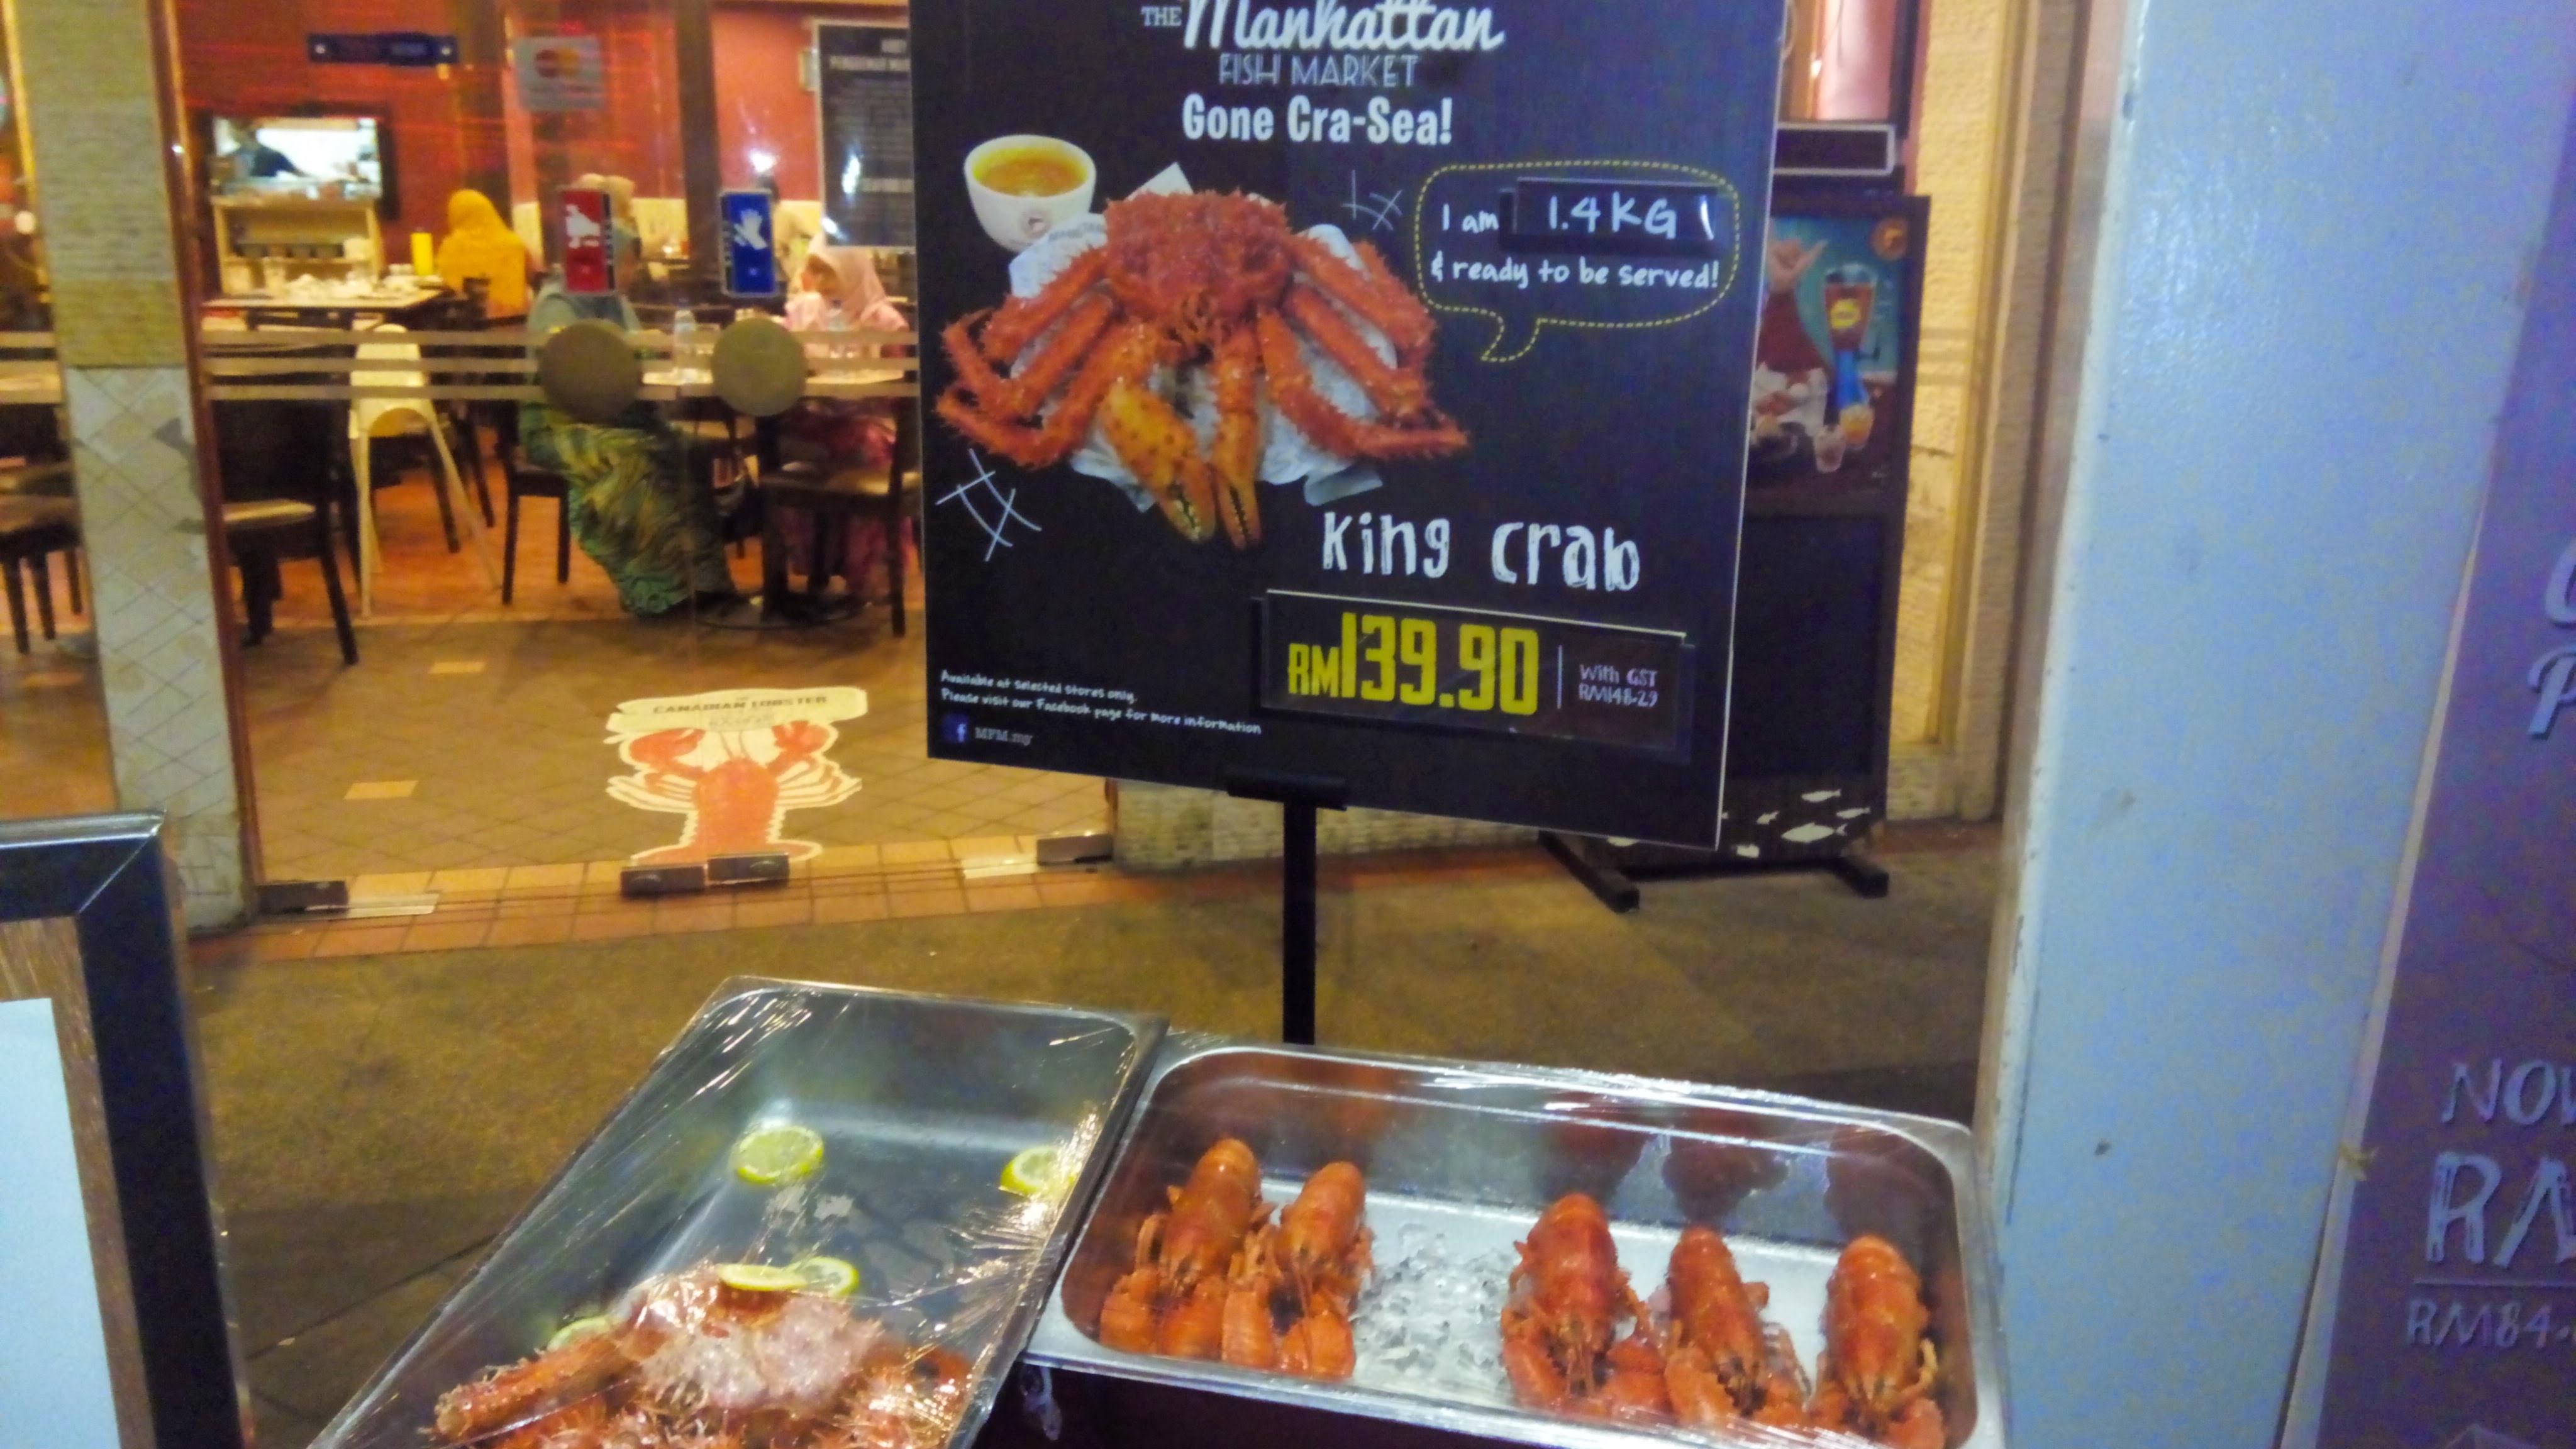 THE Manhattan
FISH MARKET
Gone Cra-Sea!
I am 1.4KG
& ready to be served!
King Crab
RM139.90
With GST
RM148.29
Available at selected stores only.
Please visit our Facebook page for more information
f MFM.my
CANADIAN LOBSTER
RM84.